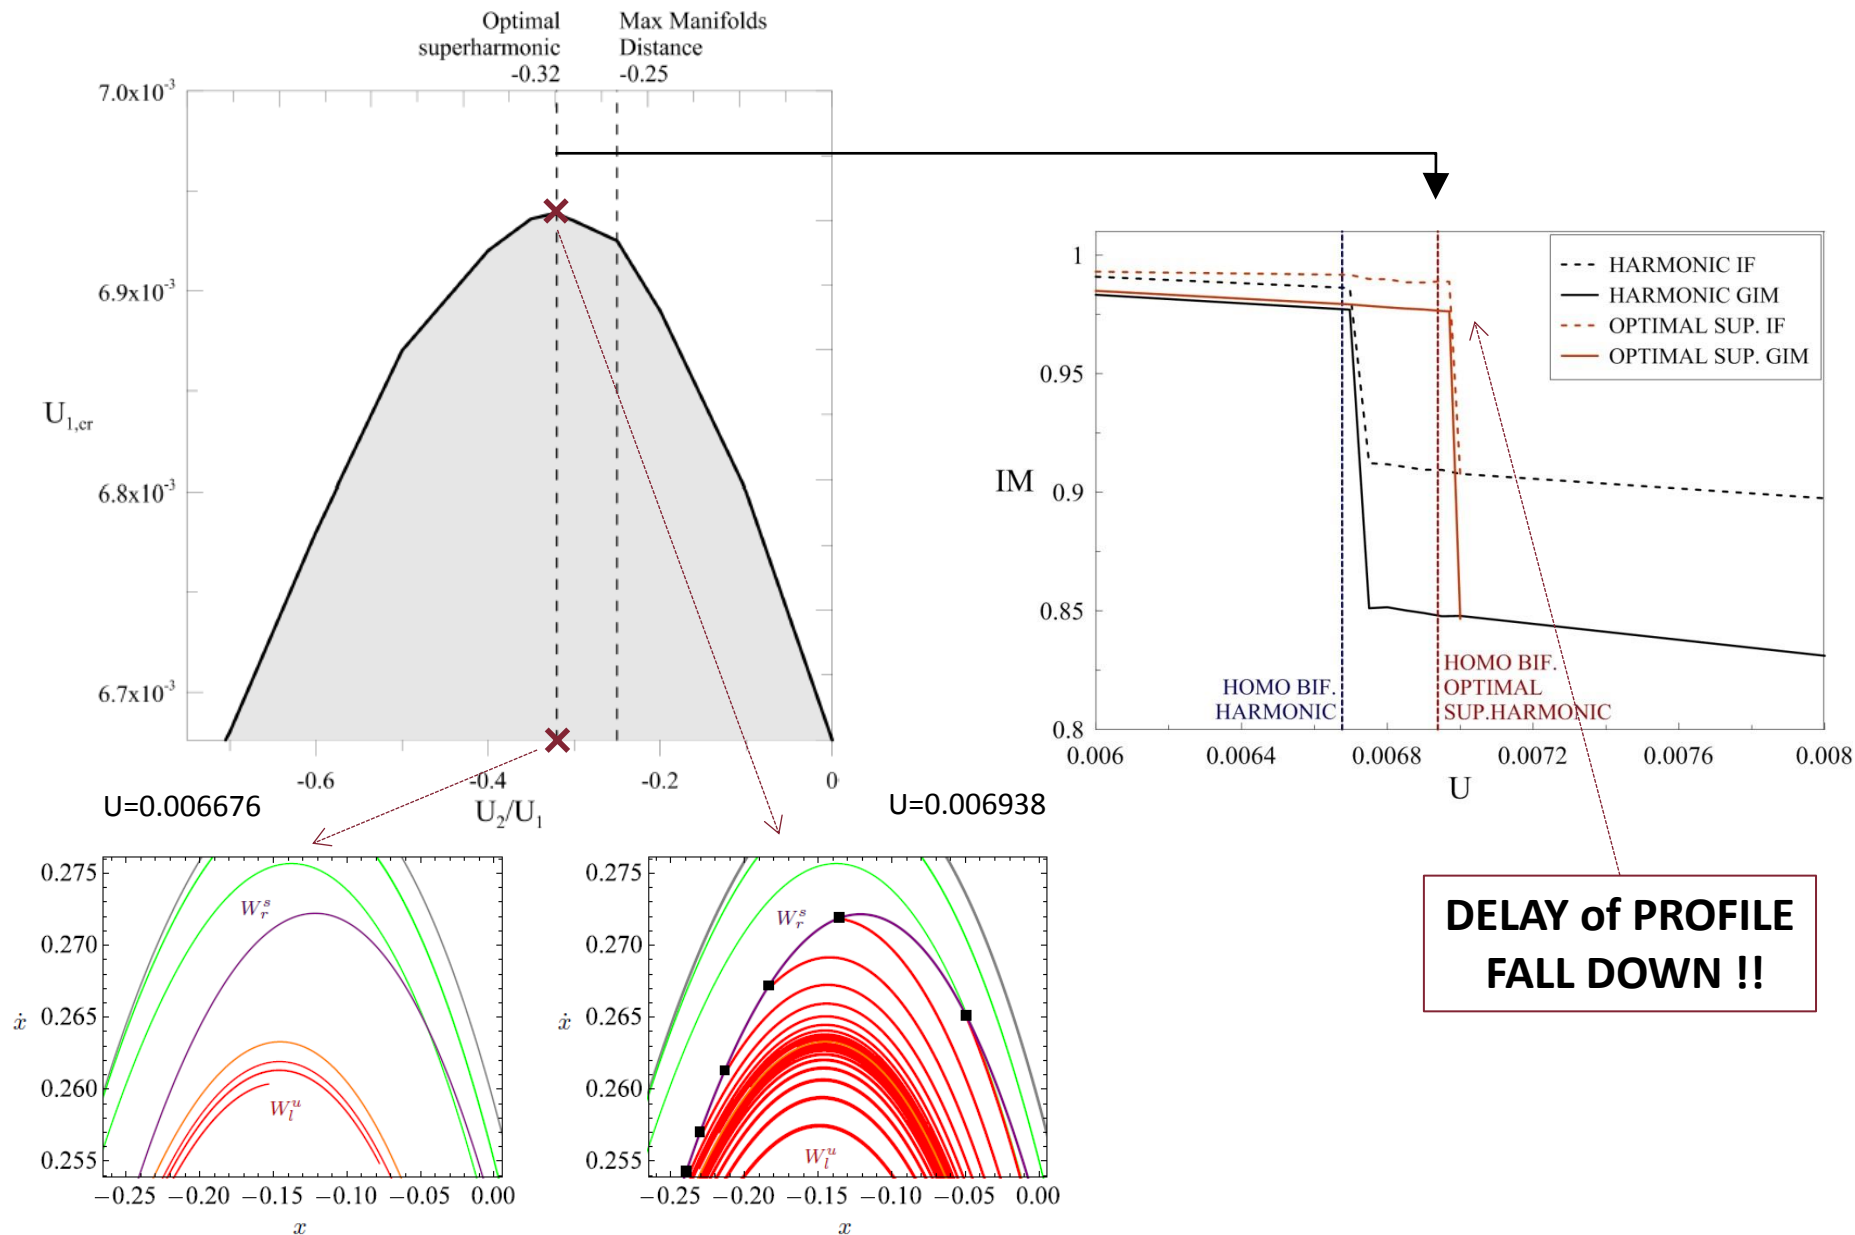 Optimal
superharmonic
-0.32
Max Manifolds
Distance
-0.25
7.0x10⁻³
6.9x10⁻³
6.8x10⁻³
6.7x10⁻³
U₁,cr
-0.6 -0.4 -0.2 0
U₂/U₁
1
0.95
0.9
0.85
0.8
IM
HARMONIC IF
HARMONIC GIM
OPTIMAL SUP. IF
OPTIMAL SUP. GIM
HOMO BIF.
HARMONIC
HOMO BIF.
OPTIMAL
SUP.HARMONIC
0.006 0.0064 0.0068 0.0072 0.0076 0.008
U
U=0.006676
0.275
0.270
0.265
0.260
0.255
ẋ
Wᵣˢ
Wₗᵘ
−0.25 −0.20 −0.15 −0.10 −0.05 0.00
x
U=0.006938
0.275
0.270
0.265
0.260
0.255
ẋ
Wᵣˢ
Wₗᵘ
−0.25 −0.20 −0.15 −0.10 −0.05 0.00
x
DELAY of PROFILE
FALL DOWN !!